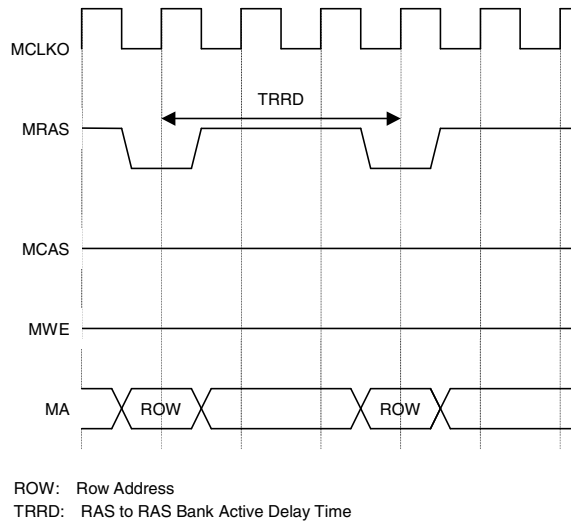 MCLKO
TRRD
MRAS
MCAS
MWE
MA
ROW
ROW
ROW: Row Address
TRRD: RAS to RAS Bank Active Delay Time